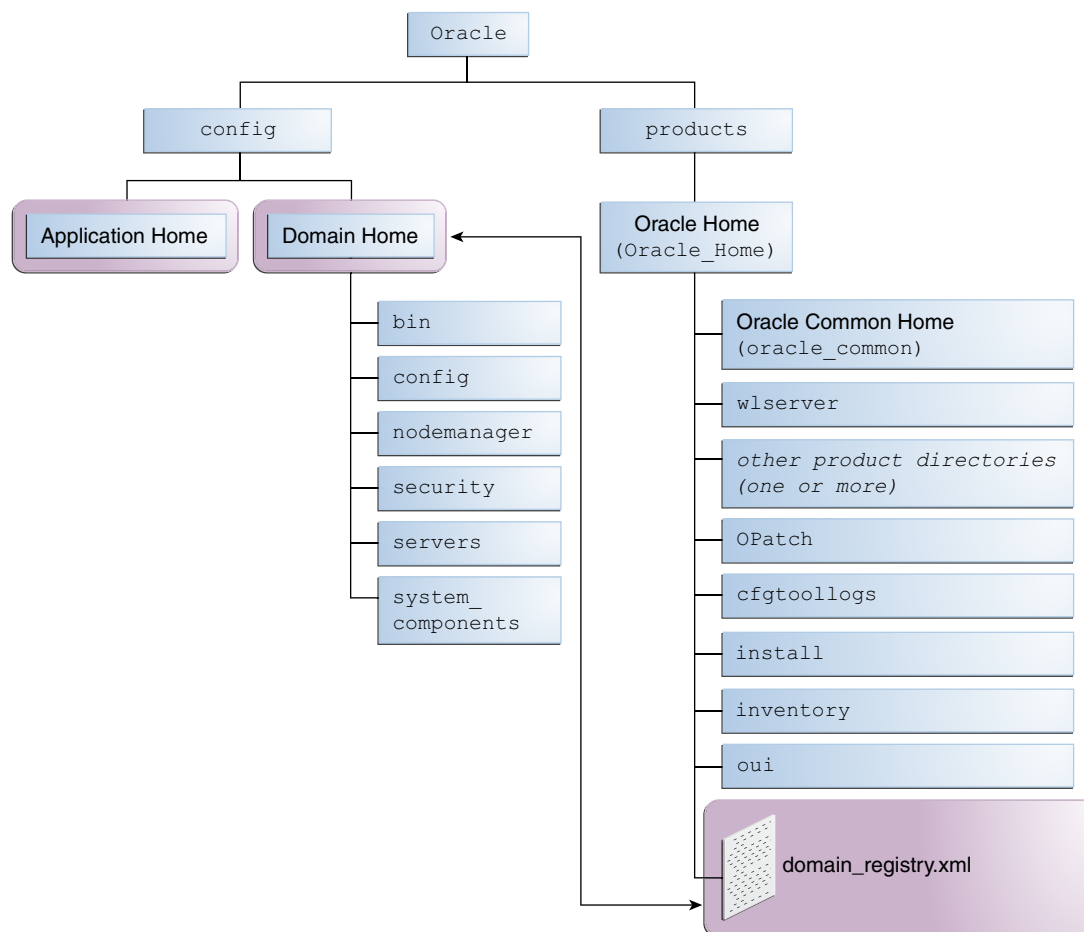 Oracle
config
products
Application Home
Domain Home
Oracle Home
(Oracle_Home)
bin
config
nodemanager
security
servers
system_
components
Oracle Common Home
(oracle_common)
wlserver
other product directories
(one or more)
OPatch
cfgtoollogs
install
inventory
oui
domain_registry.xml